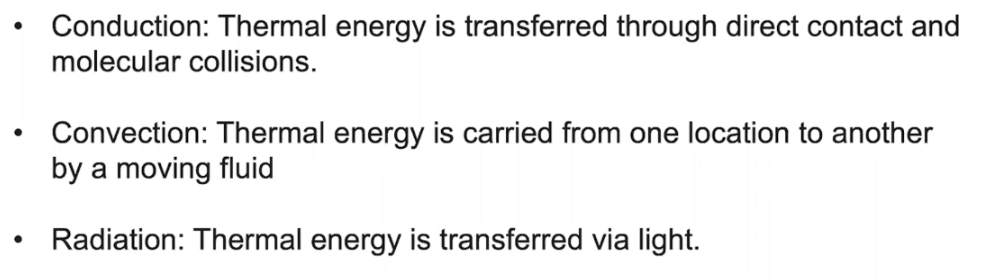 • Conduction: Thermal energy is transferred through direct contact and
molecular collisions.
• Convection: Thermal energy is carried from one location to another
by a moving fluid
• Radiation: Thermal energy is transferred via light.